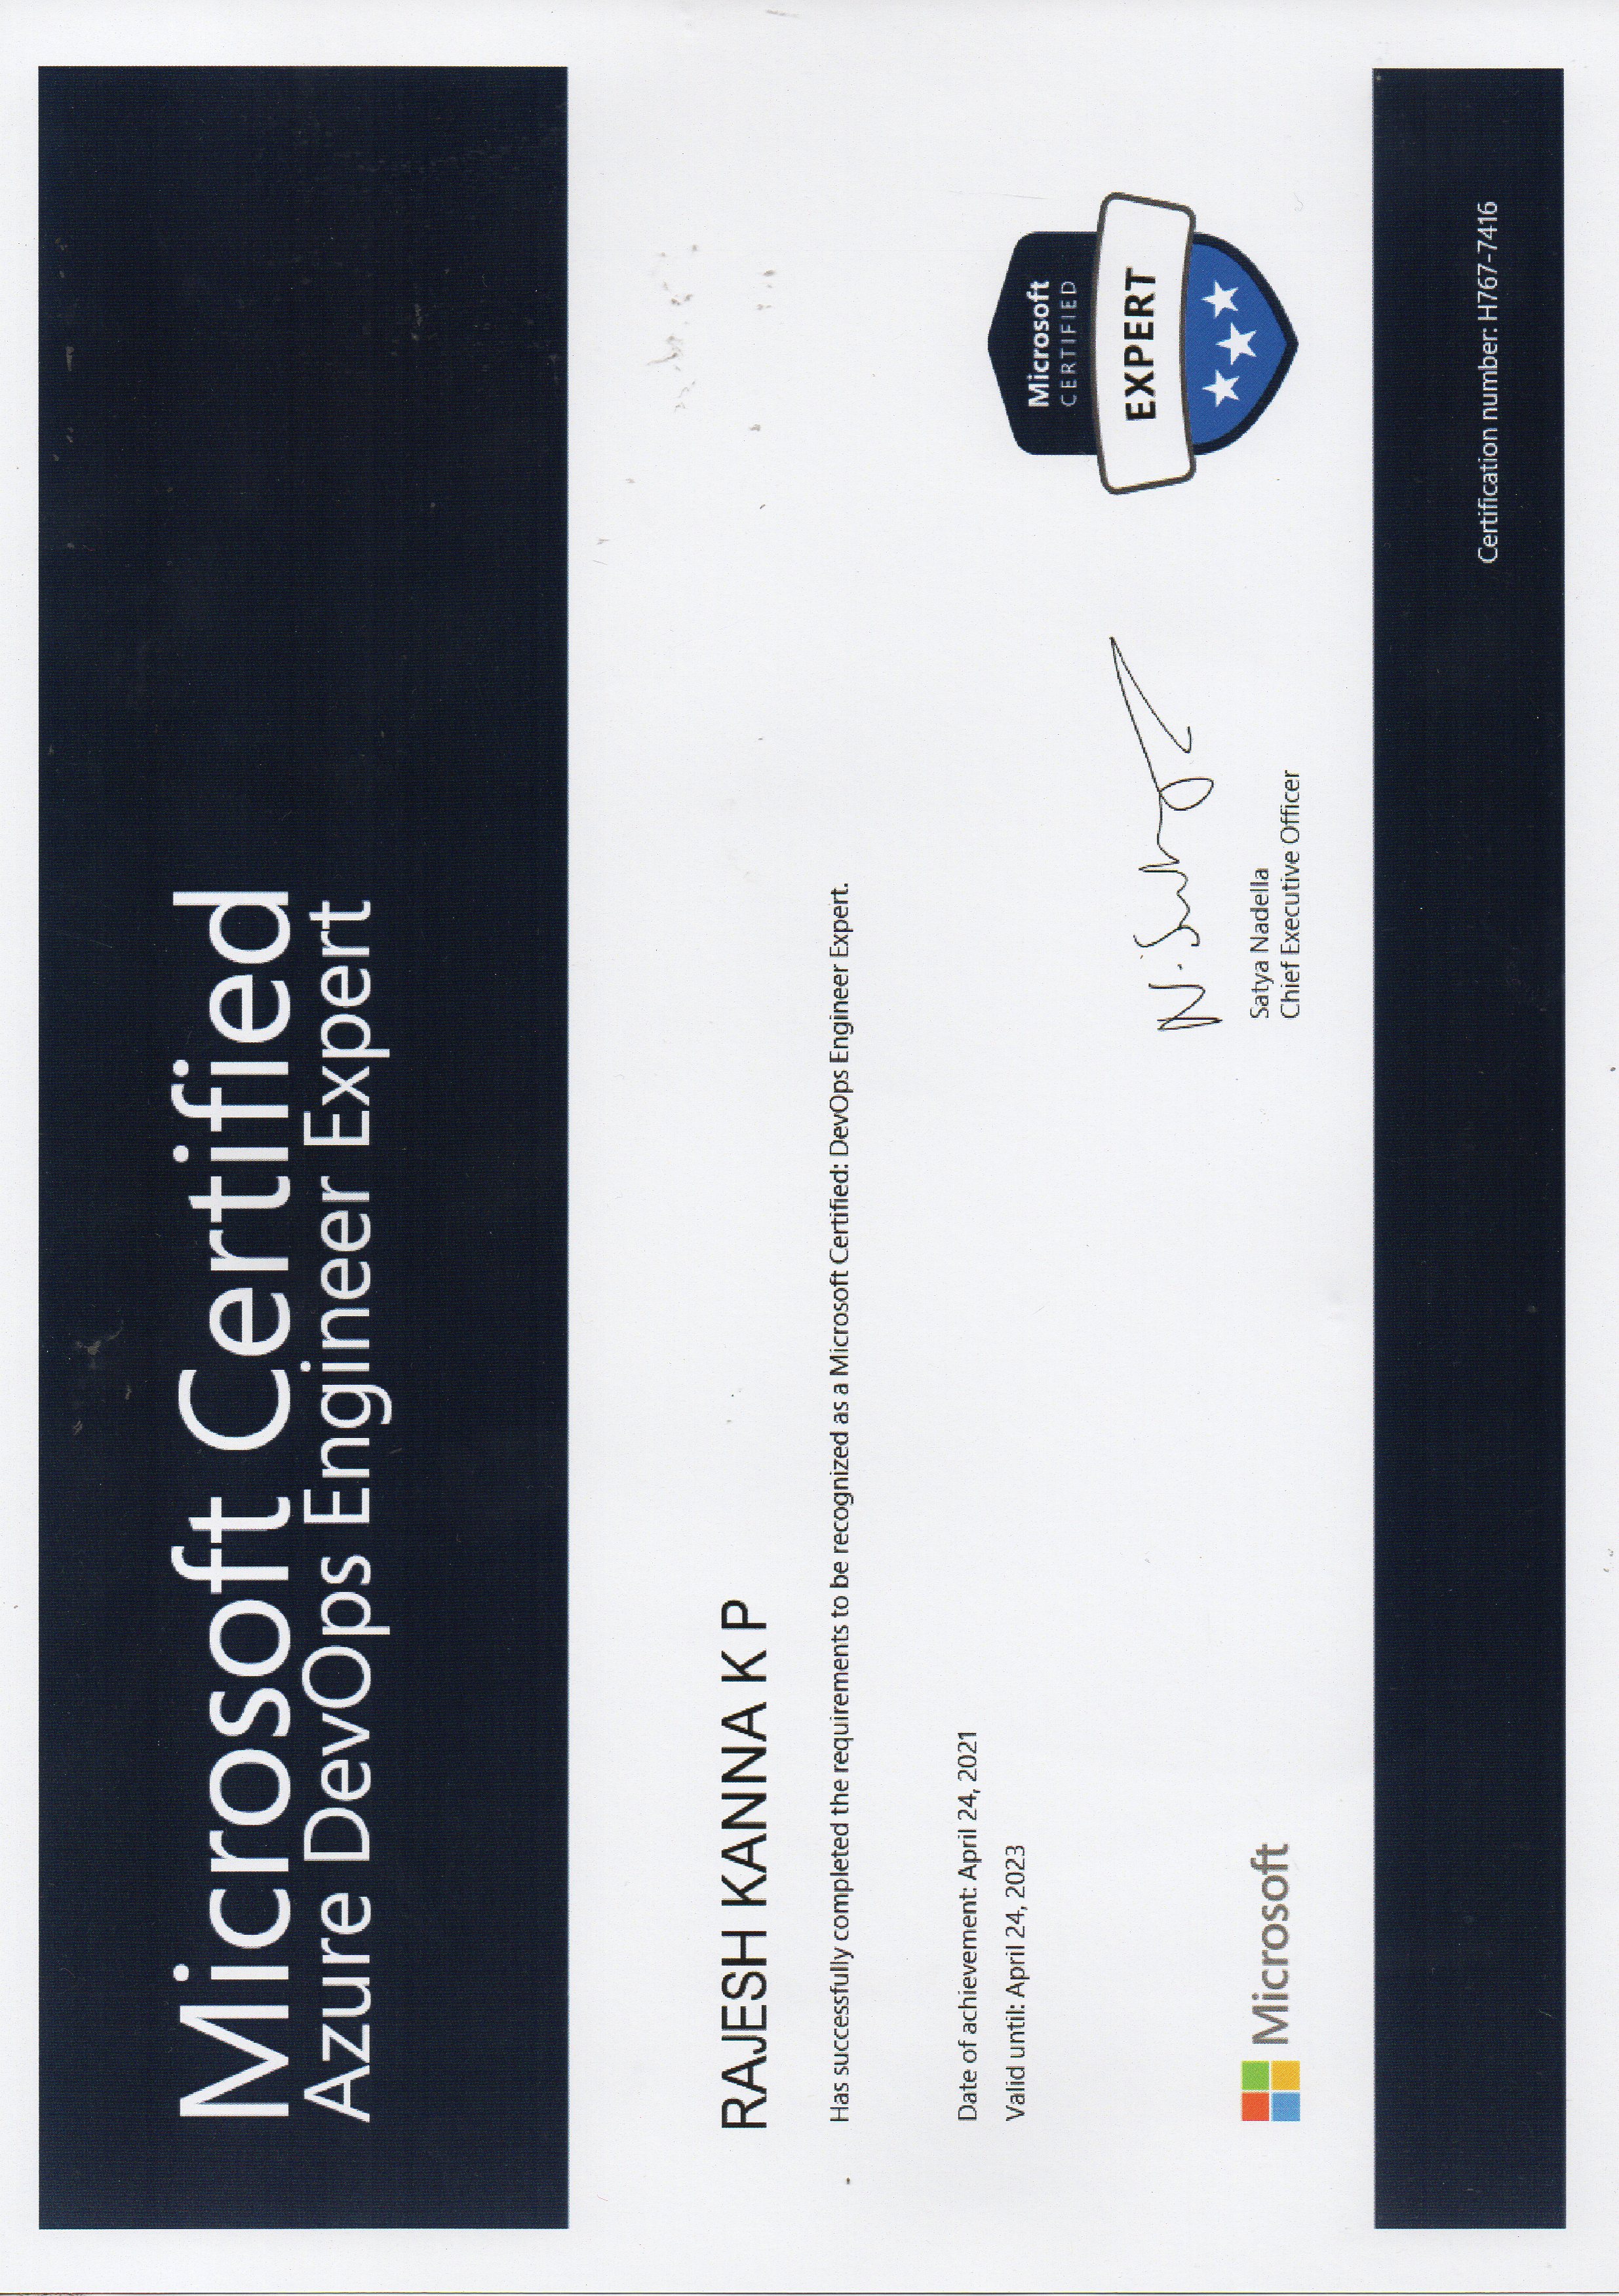 Microsoft Certified
Azure DevOps Engineer Expert
RAJESH KANNA K P
Has successfully completed the requirements to be recognized as a Microsoft Certified: DevOps Engineer Expert.
Date of achievement: April 24, 2021
Valid until: April 24, 2023
Microsoft
CERTIFIED
EXPERT
Microsoft
Satya Nadella
Chief Executive Officer
Certification number: H767-7416